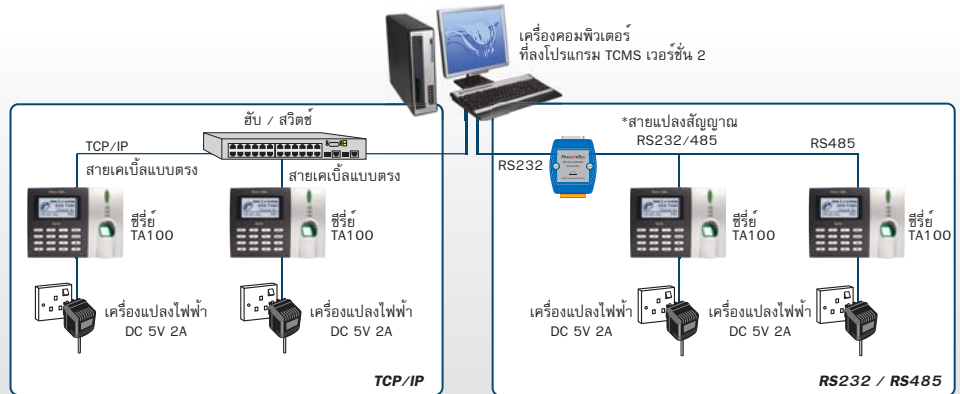 เครื่องคอมพิวเตอร์
ที่ลงโปรแกรม TCMS เวอร์ชั่น 2
ฮับ / สวิตช์
TCP/IP
สายเคเบิ้ลแบบตรง
สายเคเบิ้ลแบบตรง
ซีรี่ย์
TA100
ซีรี่ย์
TA100
เครื่องแปลงไฟฟ้า
DC 5V 2A
เครื่องแปลงไฟฟ้า
DC 5V 2A
TCP/IP
RS232
*สายแปลงสัญญาณ
RS232/485
RS485
ซีรี่ย์
TA100
ซีรี่ย์
TA100
เครื่องแปลงไฟฟ้า
DC 5V 2A
เครื่องแปลงไฟฟ้า
DC 5V 2A
RS232 / RS485